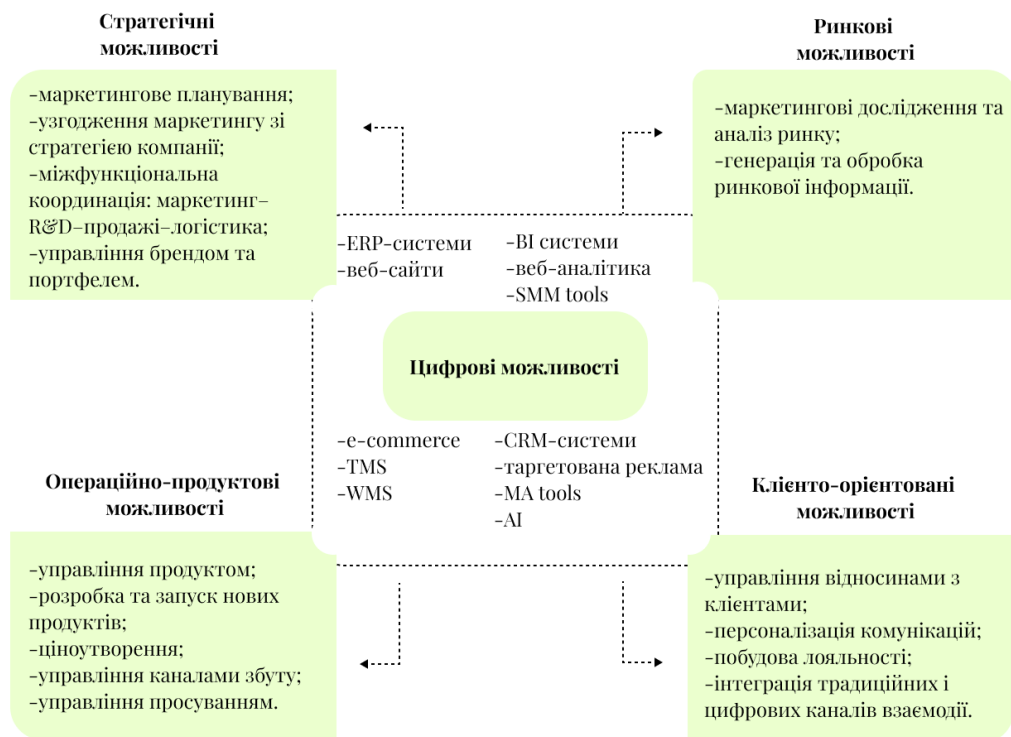 Стратегічні
можливості
-маркетингове планування;
-узгодження маркетингу зі
стратегією компанії;
-міжфункціональна
координація: маркетинг–
R&D–продажі–логістика;
-управління брендом та
портфелем.
Ринкові
можливості
-маркетингові дослідження та
аналіз ринку;
-генерація та обробка
ринкової інформації.
-ERP-системи
-веб-сайти
-BI системи
-веб-аналітика
-SMM tools
Цифрові можливості
-e-commerce
-TMS
-WMS
-CRM-системи
-таргетована реклама
-MA tools
-AI
Операційно-продуктові
можливості
-управління продуктом;
-розробка та запуск нових
продуктів;
-ціноутворення;
-управління каналами збуту;
-управління просуванням.
Клієнто-орієнтовані
можливості
-управління відносинами з
клієнтами;
-персоналізація комунікацій;
-побудова лояльності;
-інтеграція традиційних і
цифрових каналів взаємодії.